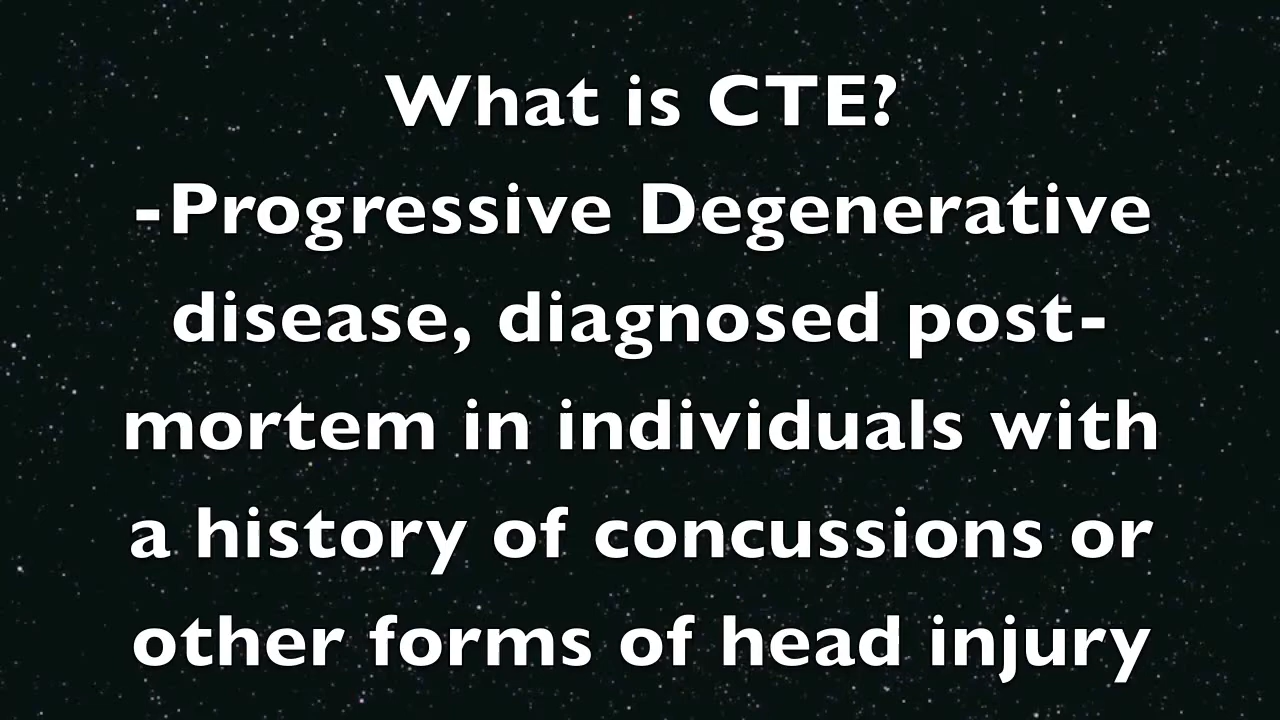 What is CTE?
-Progressive Degenerative
disease, diagnosed post-
mortem in individuals with
a history of concussions or
other forms of head injury